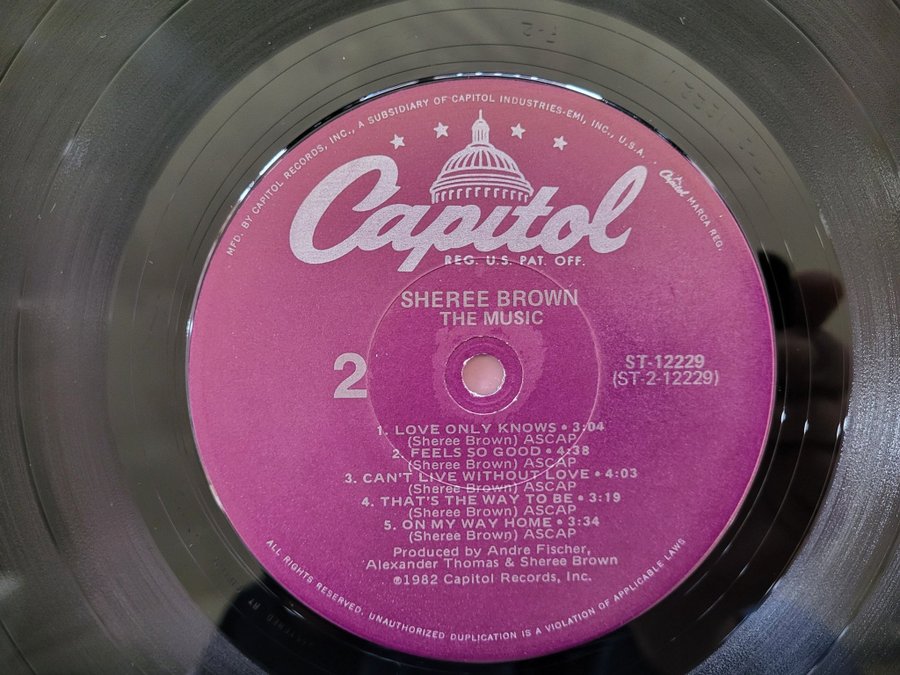 MFD. BY CAPITOL RECORDS, INC., A SUBSIDIARY OF CAPITOL INDUSTRIES-EMI, INC., U.S.A.
Capitol MARCA REG.
Capitol
REG. U.S. PAT. OFF.
SHEREE BROWN
THE MUSIC
2
ST-12229
(ST-2-12229)
1. LOVE ONLY KNOWS • 3:04
(Sheree Brown) ASCAP
2. FEELS SO GOOD • 4:38
(Sheree Brown) ASCAP
3. CAN'T LIVE WITHOUT LOVE • 4:03
(Sheree Brown) ASCAP
4. THAT'S THE WAY TO BE • 3:19
(Sheree Brown) ASCAP
5. ON MY WAY HOME • 3:34
(Sheree Brown) ASCAP
Produced by Andre Fischer,
Alexander Thomas & Sheree Brown
℗1982 Capitol Records, Inc.
ALL RIGHTS RESERVED. UNAUTHORIZED DUPLICATION IS A VIOLATION OF APPLICABLE LAWS